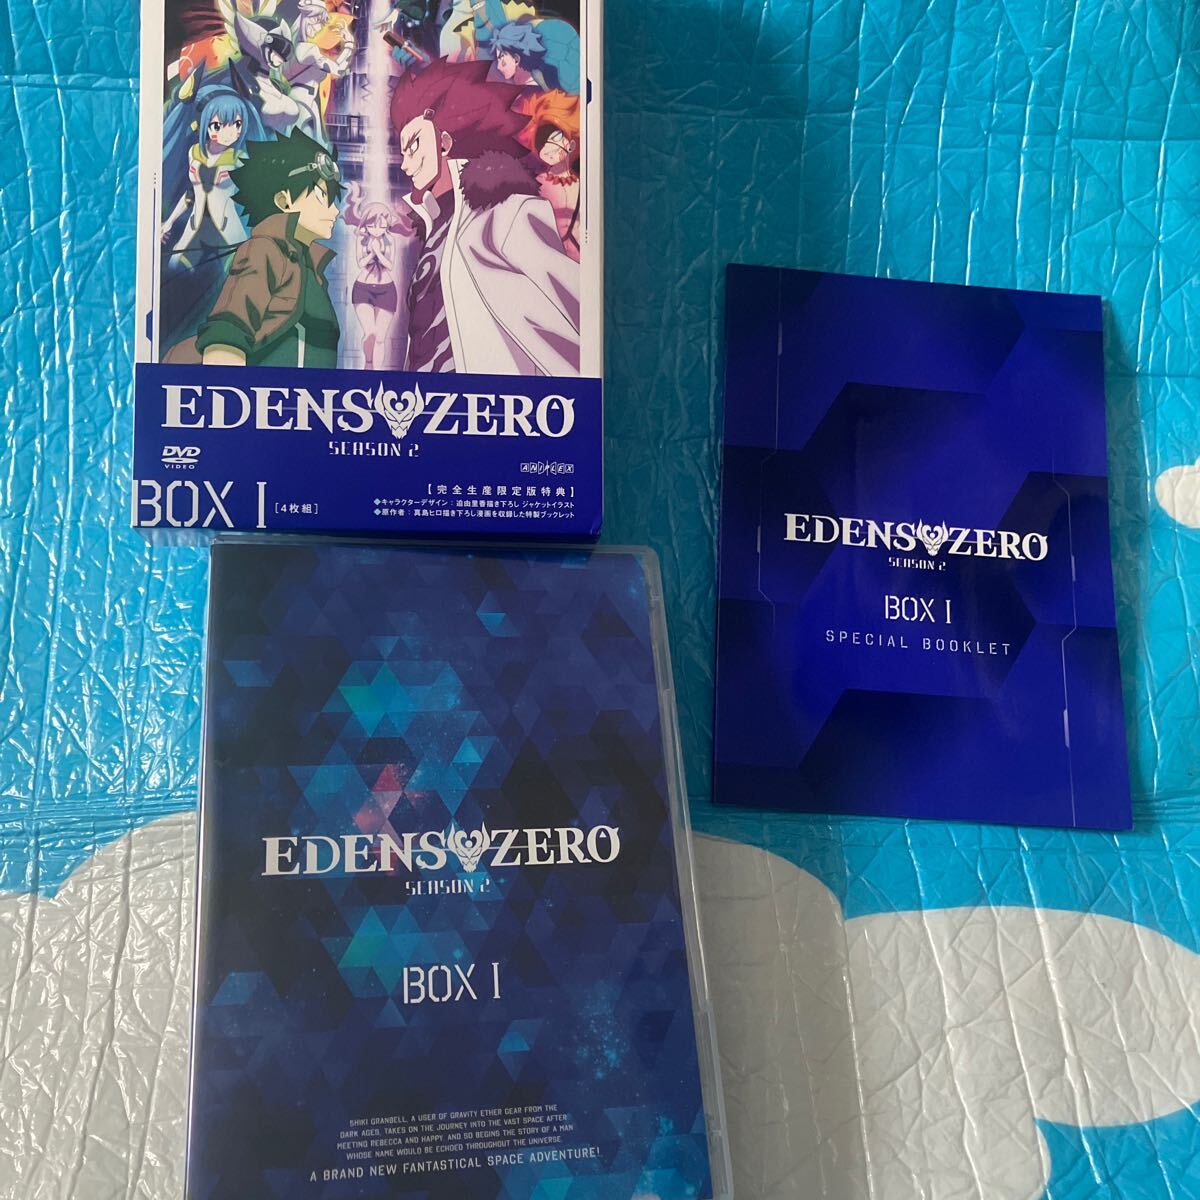 EDENS ZERO
SEASON 2
DVD
VIDEO
ANIPLEX
BOX I [4枚組]
【完全生産限定版特典】
◆キャラクターデザイン：迫由里香描き下ろし ジャケットイラスト
◆原作者：真島ヒロ描き下ろし漫画を収録した特製ブックレット
EDENS ZERO
SEASON 2
BOX I
SPECIAL BOOKLET
EDENS ZERO
SEASON 2
BOX I
SHIKI GRANBELL, A USER OF GRAVITY ETHER GEAR FROM THE
DARK AGES, TAKES ON THE JOURNEY INTO THE VAST SPACE AFTER
MEETING REBECCA AND HAPPY, AND SO BEGINS THE STORY OF A MAN
WHOSE NAME WOULD BE ECHOED THROUGHOUT THE UNIVERSE.
A BRAND NEW FANTASTICAL SPACE ADVENTURE!